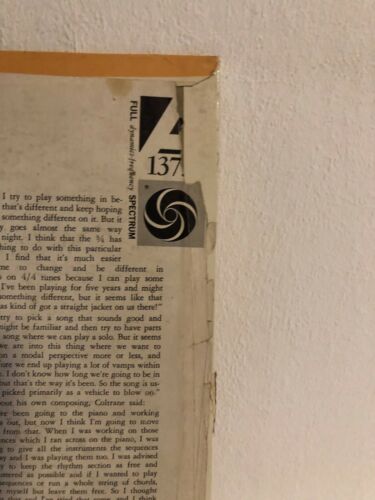 A
137
FULL dynamics-frequency SPECTRUM
I try to play something in be-
that's different and keep hoping
something different on it. But it
y goes almost the same way
night. I think that the ¾ has
hing to do with this particular
I find that it's much easier
me to change and be different in
s on 4/4 tunes because I can play some
I've been playing for five years and might
something different, but it seems like that
as kind of got a straight jacket on us there!"
try to pick a song that sounds good and
might be familiar and then try to have parts
song where we can play a solo. But it seems
we are into this thing where we want to
on a modal perspective more or less, and
fore we end up playing a lot of vamps within
I don't know how long we're going to be in
but that's the way it's been. So the song is us-
picked primarily as a vehicle to blow on."
out his own composing, Coltrane said:
've been going to the piano and working
s out, but now I think I'm going to move
from that. When I was working on those
ences which I ran across on the piano, I was
g to give all the instruments the sequences
ay and I was playing them too. I was advised
y to keep the rhythm section as free and
ttered as possible and if I wanted to play
sequences or run a whole string of chords,
myself but leave them free. So I thought